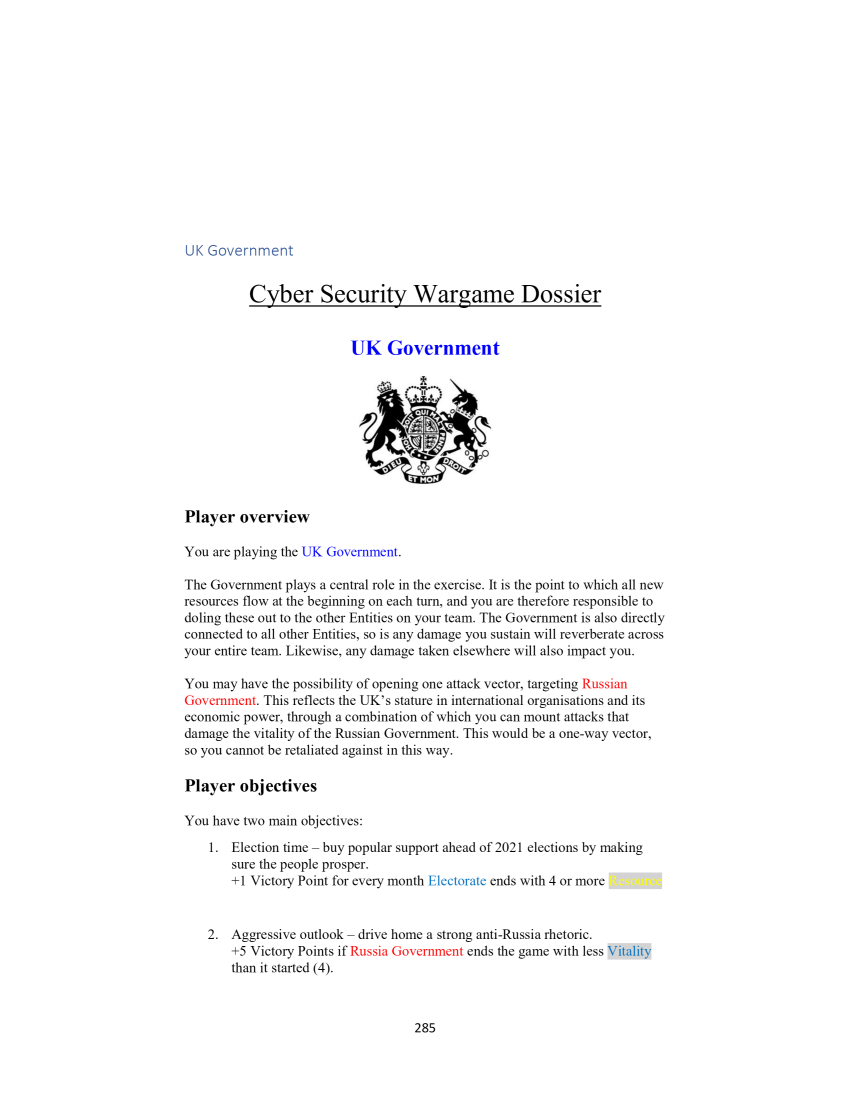 UK Government
Cyber Security Wargame Dossier
UK Government
DIEU ET MON DROIT
Player overview
You are playing the UK Government.
The Government plays a central role in the exercise. It is the point to which all new
resources flow at the beginning on each turn, and you are therefore responsible to
doling these out to the other Entities on your team. The Government is also directly
connected to all other Entities, so is any damage you sustain will reverberate across
your entire team. Likewise, any damage taken elsewhere will also impact you.
You may have the possibility of opening one attack vector, targeting Russian
Government. This reflects the UK’s stature in international organisations and its
economic power, through a combination of which you can mount attacks that
damage the vitality of the Russian Government. This would be a one-way vector,
so you cannot be retaliated against in this way.
Player objectives
You have two main objectives:
1. Election time – buy popular support ahead of 2021 elections by making
sure the people prosper.
+1 Victory Point for every month Electorate ends with 4 or more Resource
2. Aggressive outlook – drive home a strong anti-Russia rhetoric.
+5 Victory Points if Russia Government ends the game with less Vitality
than it started (4).
285